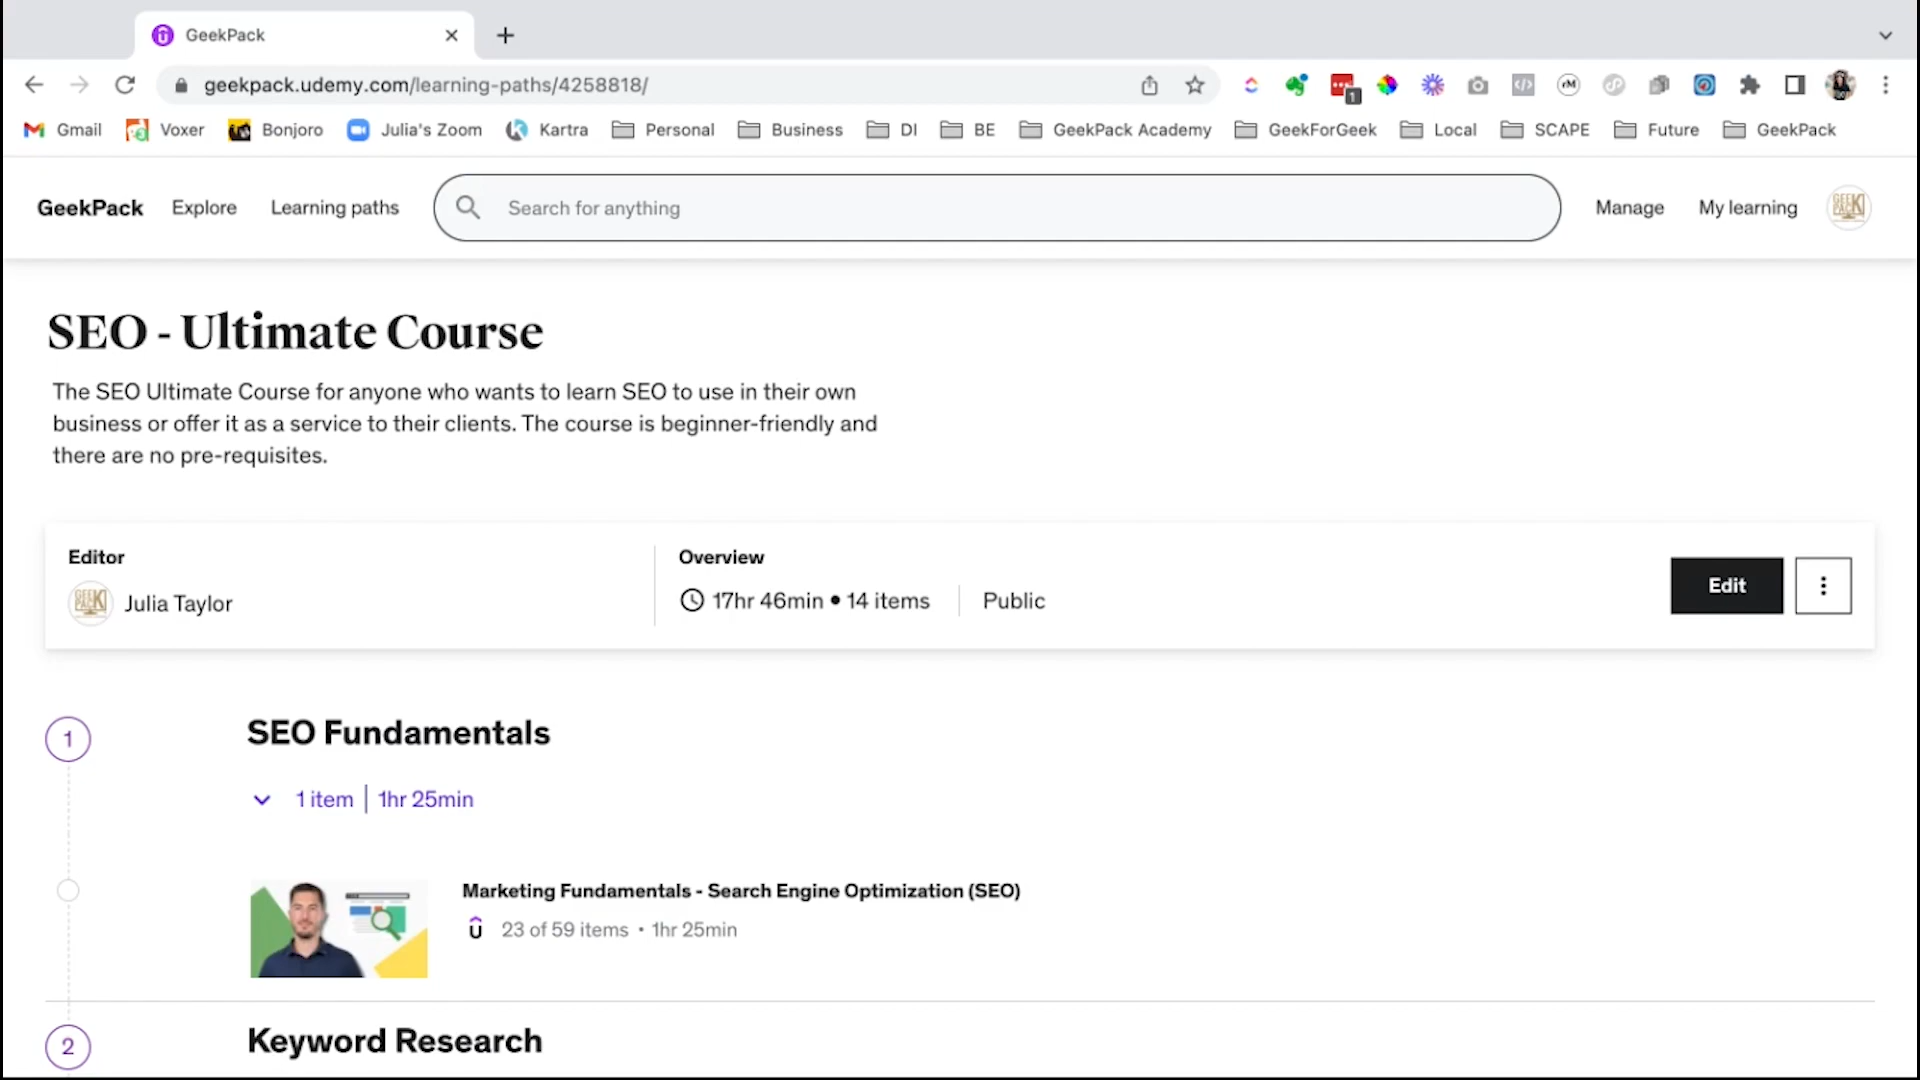 GeekPack
geekpack.udemy.com/learning-paths/4258818/
1
Gmail Voxer Bonjoro Julia's Zoom Kartra Personal Business DI BE GeekPack Academy GeekForGeek Local SCAPE Future GeekPack
GeekPack Explore Learning paths Search for anything Manage My learning GEEK PACK
SEO - Ultimate Course
The SEO Ultimate Course for anyone who wants to learn SEO to use in their own
business or offer it as a service to their clients. The course is beginner-friendly and
there are no pre-requisites.
Editor
Julia Taylor
Overview
17hr 46min • 14 items Public
Edit
1
SEO Fundamentals
1 item | 1hr 25min
Marketing Fundamentals - Search Engine Optimization (SEO)
23 of 59 items • 1hr 25min
2
Keyword Research